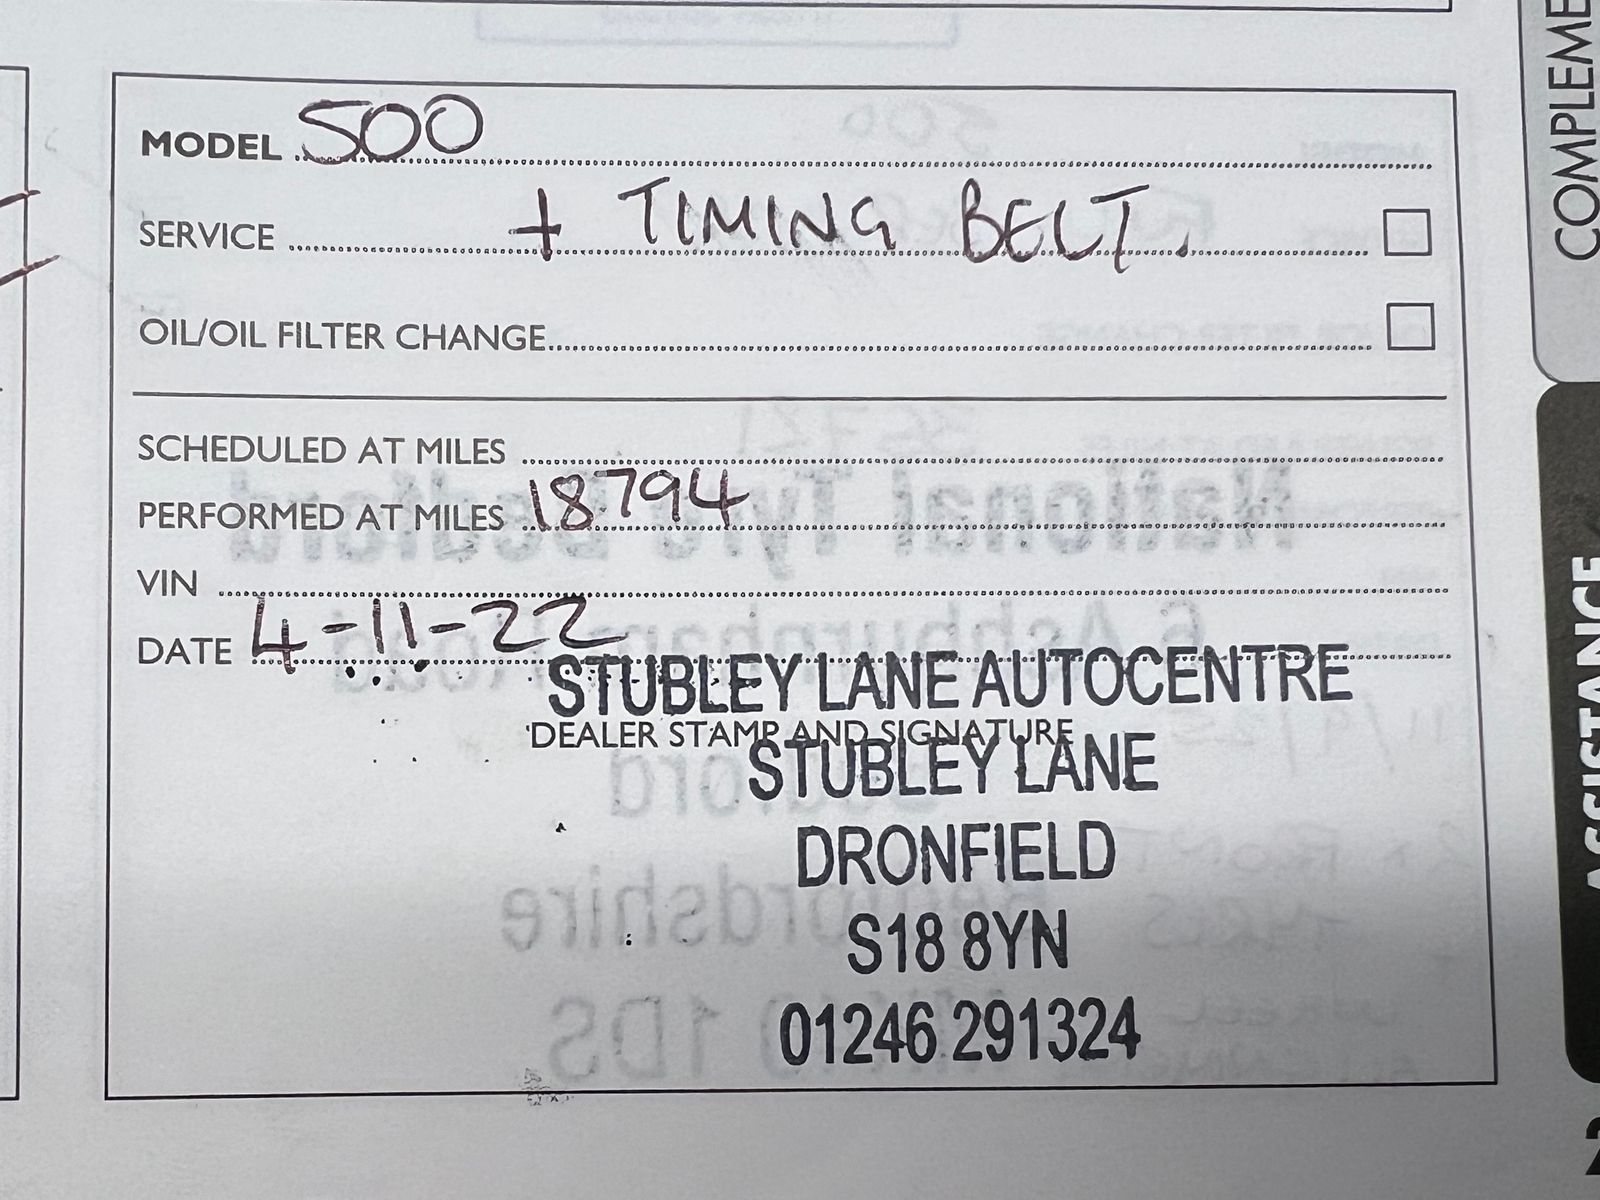 MODEL 500
SERVICE + TIMING BELT.
OIL/OIL FILTER CHANGE
SCHEDULED AT MILES
PERFORMED AT MILES 18794
VIN
DATE 4-11-22
STUBLEY LANE AUTOCENTRE
DEALER STAMP AND SIGNATURE
STUBLEY LANE
DRONFIELD
S18 8YN
01246 291324
COMPLEME
ASSISTANCE